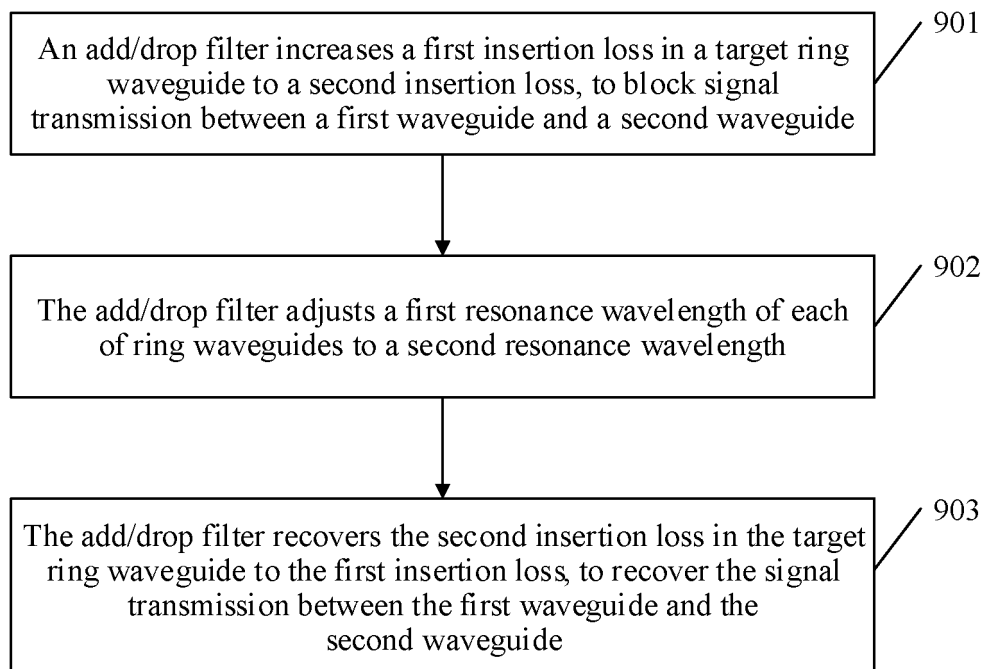 An add/drop filter increases a first insertion loss in a target ring
waveguide to a second insertion loss, to block signal
transmission between a first waveguide and a second waveguide
901
The add/drop filter adjusts a first resonance wavelength of each
of ring waveguides to a second resonance wavelength
902
The add/drop filter recovers the second insertion loss in the target
ring waveguide to the first insertion loss, to recover the signal
transmission between the first waveguide and the
second waveguide
903